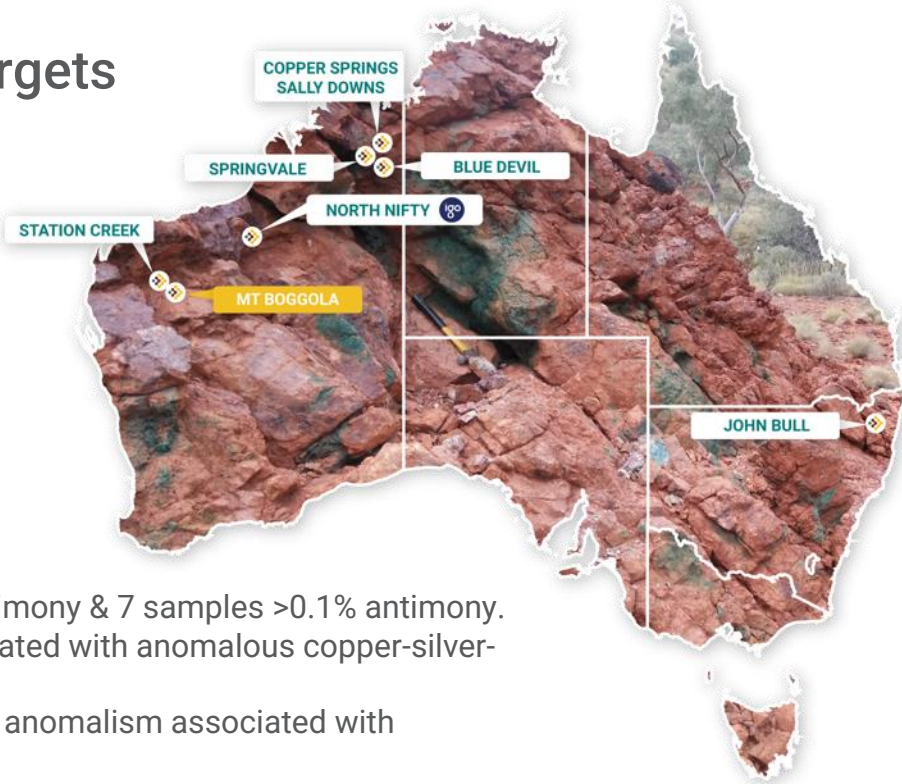 rgets
COPPER SPRINGS
SALLY DOWNS
SPRINGVALE
BLUE DEVIL
NORTH NIFTY igo
STATION CREEK
MT BOGGOLA
JOHN BULL
imony & 7 samples >0.1% antimony.
ated with anomalous copper-silver-
anomalism associated with